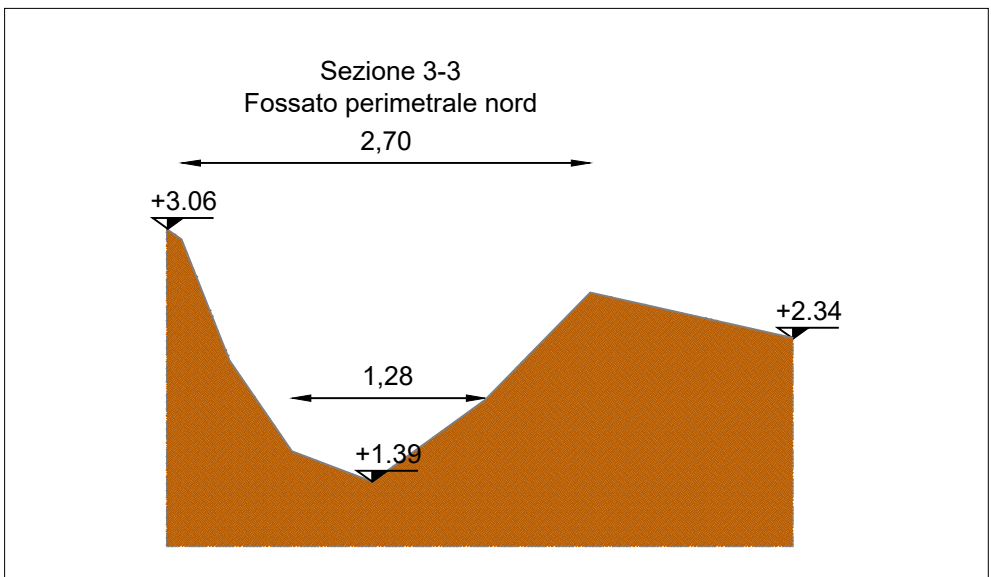 Sezione 3-3
Fossato perimetrale nord
2,70
+3.06
+2.34
1,28
+1.39